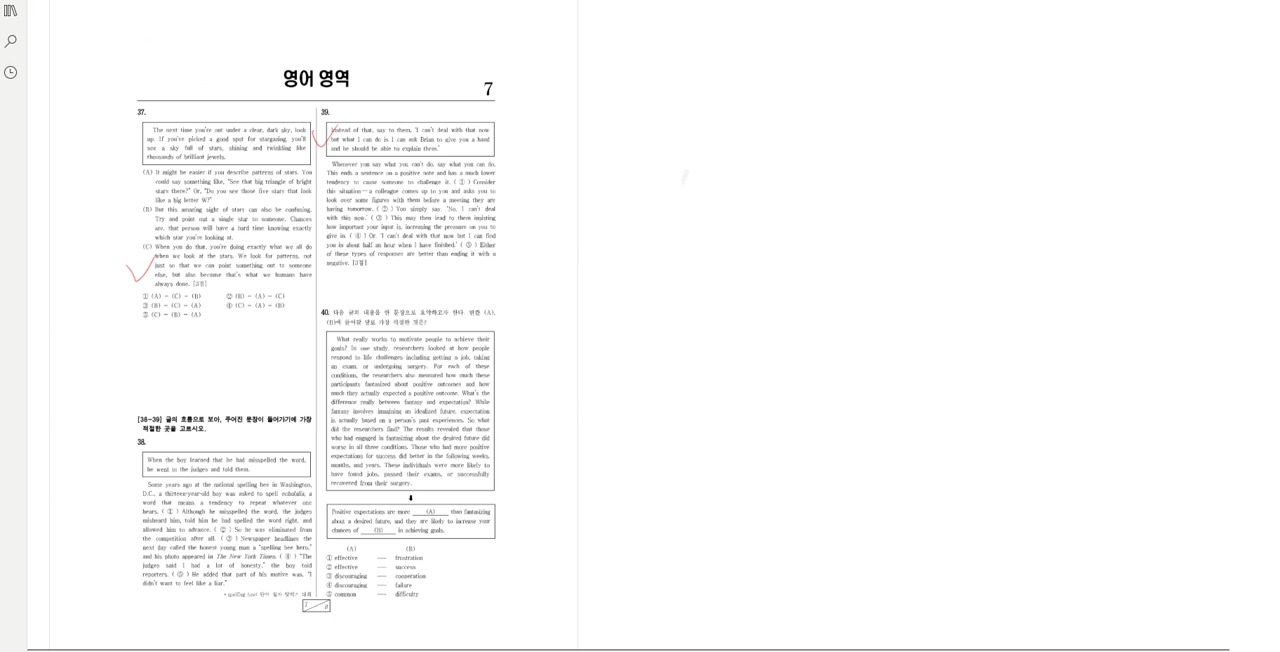 영어 영역
7
37.
The next time you're out under a clear, dark sky, look
up. If you've picked a good spot for stargazing, you'll
see a sky full of stars, shining and twinkling like
thousands of brilliant jewels.
(A) It might be easier if you describe patterns of stars. You
could say something like, "See that big triangle of bright
stars there?" Or, "Do you see those five stars that look
like a big letter W?"
(B) But this amazing sight of stars can also be confusing.
Try and point out a single star to someone. Chances
are, that person will have a hard time knowing exactly
which star you're looking at.
(C) When you do that, you're doing exactly what we all do
when we look at the stars. We look for patterns, not
just so that we can point something out to someone
else, but also because that's what we humans have
always done. [3점]
① (A) - (C) - (B) ② (B) - (A) - (C)
③ (B) - (C) - (A) ④ (C) - (A) - (B)
⑤ (C) - (B) - (A)
[38~39] 글의 흐름으로 보아, 주어진 문장이 들어가기에 가장
적절한 곳을 고르시오.
38.
When the boy learned that he had misspelled the word,
he went to the judges and told them.
Some years ago at the national spelling bee in Washington,
D.C., a thirteen-year-old boy was asked to spell echolalia, a
word that means a tendency to repeat whatever one
hears. ( ① ) Although he misspelled the word, the judges
misheard him, told him he had spelled the word right, and
allowed him to advance. ( ② ) So he was eliminated from
the competition after all. ( ③ ) Newspaper headlines the
next day called the honest young man a "spelling bee hero,"
and his photo appeared in The New York Times. ( ④ ) "The
judges said I had a lot of honesty," the boy told
reporters. ( ⑤ ) He added that part of his motive was, "I
didn't want to feel like a liar."
* spelling bee: 단어 철자 맞히기 대회
39.
Instead of that, say to them, 'I can't deal with that now
but what I can do is I can ask Brian to give you a hand
and he should be able to explain them.'
Whenever you say what you can't do, say what you can do.
This ends a sentence on a positive note and has a much lower
tendency to cause someone to challenge it. ( ① ) Consider
this situation — a colleague comes up to you and asks you to
look over some figures with them before a meeting they are
having tomorrow. ( ② ) You simply say, 'No, I can't deal
with this now.' ( ③ ) This may then lead to them insisting
how important your input is, increasing the pressure on you to
give in. ( ④ ) Or, 'I can't deal with that now but I can find
you in about half an hour when I have finished.' ( ⑤ ) Either
of these types of responses are better than ending it with a
negative. [3점]
40. 다음 글의 내용을 한 문장으로 요약하고자 한다. 빈칸 (A),
(B)에 들어갈 말로 가장 적절한 것은?
What really works to motivate people to achieve their
goals? In one study, researchers looked at how people
respond to life challenges including getting a job, taking
an exam, or undergoing surgery. For each of these
conditions, the researchers also measured how much these
participants fantasized about positive outcomes and how
much they actually expected a positive outcome. What's the
difference really between fantasy and expectation? While
fantasy involves imagining an idealized future, expectation
is actually based on a person's past experiences. So what
did the researchers find? The results revealed that those
who had engaged in fantasizing about the desired future did
worse in all three conditions. Those who had more positive
expectations for success did better in the following weeks,
months, and years. These individuals were more likely to
have found jobs, passed their exams, or successfully
recovered from their surgery.
Positive expectations are more (A) than fantasizing
about a desired future, and they are likely to increase your
chances of (B) in achieving goals.
(A) (B)
① effective — frustration
② effective — success
③ discouraging — cooperation
④ discouraging — failure
⑤ common — difficulty
7 8